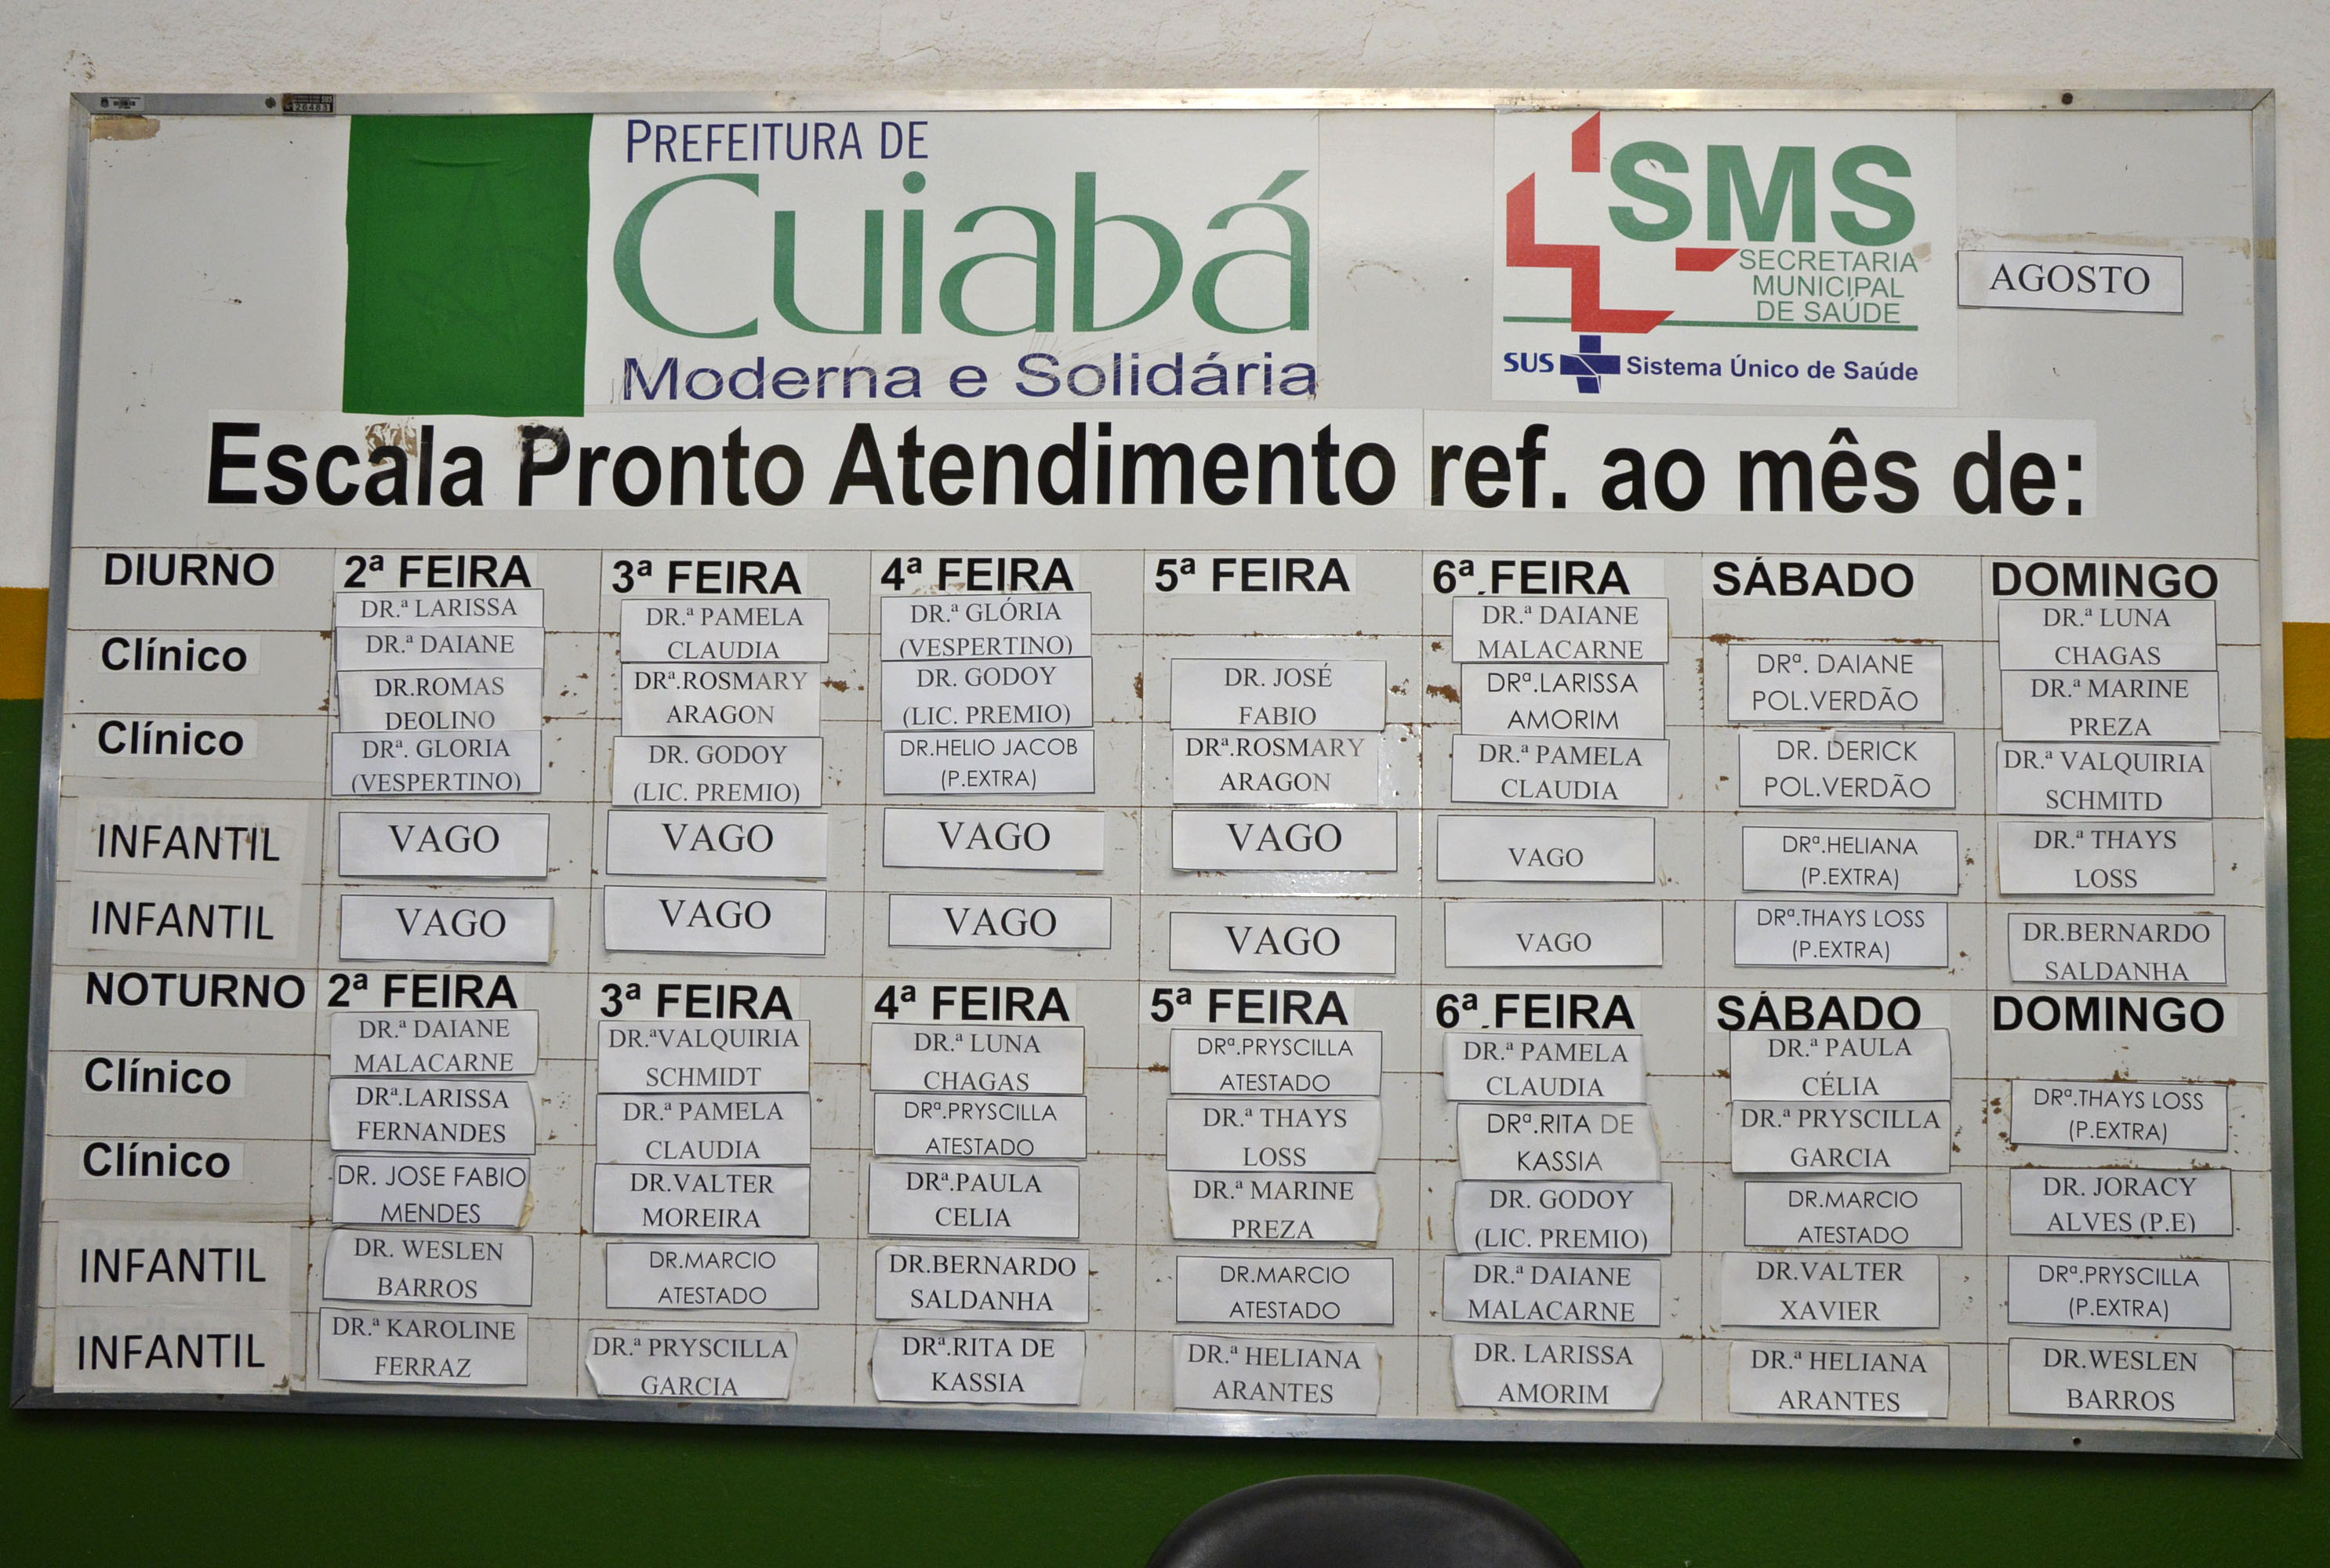 PREFEITURA DE
Cuiabá
Moderna e Solidária
SMS
SECRETARIA
MUNICIPAL
DE SAÚDE
SUS Sistema Único de Saúde
AGOSTO
Escala Pronto Atendimento ref. ao mês de:
DIURNO 2ª FEIRA 3ª FEIRA 4ª FEIRA 5ª FEIRA 6ª FEIRA SÁBADO DOMINGO
Clínico
Clínico
INFANTIL
INFANTIL
DR.ª LARISSA
DR.ª DAIANE
DR.ROMAS
DEOLINO
DRª. GLORIA
(VESPERTINO)
VAGO
VAGO
DR.ª PAMELA
CLAUDIA
DRª.ROSMARY
ARAGON
DR. GODOY
(LIC. PREMIO)
VAGO
VAGO
DR.ª GLÓRIA
(VESPERTINO)
DR. GODOY
(LIC. PREMIO)
DR.HELIO JACOB
(P.EXTRA)
VAGO
VAGO
DR. JOSÉ
FABIO
DRª.ROSMARY
ARAGON
VAGO
VAGO
DR.ª DAIANE
MALACARNE
DRª.LARISSA
AMORIM
DR.ª PAMELA
CLAUDIA
VAGO
VAGO
DRª. DAIANE
POL.VERDÃO
DR. DERICK
POL.VERDÃO
DRª.HELIANA
(P.EXTRA)
DRª.THAYS LOSS
(P.EXTRA)
DR.ª LUNA
CHAGAS
DR.ª MARINE
PREZA
DR.ª VALQUIRIA
SCHMITD
DR.ª THAYS
LOSS
DR.BERNARDO
SALDANHA
NOTURNO 2ª FEIRA 3ª FEIRA 4ª FEIRA 5ª FEIRA 6ª FEIRA SÁBADO DOMINGO
Clínico
Clínico
INFANTIL
INFANTIL
DR.ª DAIANE
MALACARNE
DRª.LARISSA
FERNANDES
DR. JOSE FABIO
MENDES
DR. WESLEN
BARROS
DR.ª KAROLINE
FERRAZ
DR.ªVALQUIRIA
SCHMIDT
DR.ª PAMELA
CLAUDIA
DR.VALTER
MOREIRA
DR.MARCIO
ATESTADO
DR.ª PRYSCILLA
GARCIA
DR.ª LUNA
CHAGAS
DRª.PRYSCILLA
ATESTADO
DRª.PAULA
CELIA
DR.BERNARDO
SALDANHA
DRª.RITA DE
KASSIA
DRª.PRYSCILLA
ATESTADO
DR.ª THAYS
LOSS
DR.ª MARINE
PREZA
DR.MARCIO
ATESTADO
DR.ª HELIANA
ARANTES
DR.ª PAMELA
CLAUDIA
DRª.RITA DE
KASSIA
DR. GODOY
(LIC. PREMIO)
DR.ª DAIANE
MALACARNE
DR. LARISSA
AMORIM
DR.ª PAULA
CÉLIA
DR.ª PRYSCILLA
GARCIA
DR.MARCIO
ATESTADO
DR.VALTER
XAVIER
DR.ª HELIANA
ARANTES
DRª.THAYS LOSS
(P.EXTRA)
DR. JORACY
ALVES (P.E)
DRª.PRYSCILLA
(P.EXTRA)
DR.WESLEN
BARROS